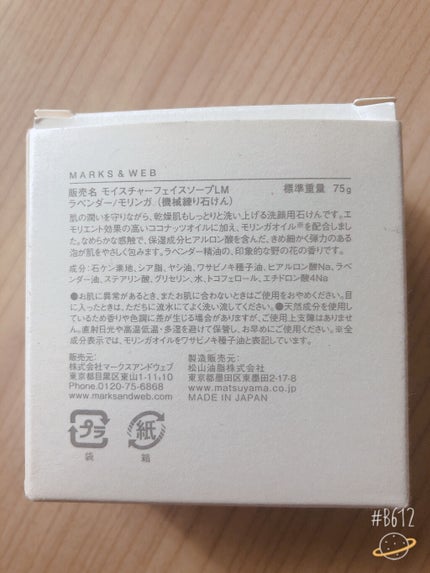 MARKS & WEB
販売名 モイスチャーフェイスソープLM 標準重量 75g
ラベンダー/モリンガ（機械練り石けん）
肌の潤いを守りながら、乾燥肌もしっとりと洗い上げる洗顔用石けんです。エ
モリエント効果の高いココナッツオイルに加え、モリンガオイル※を配合しまし
た。なめらかな感触で、保湿成分ヒアルロン酸を含んだ、きめ細かく弾力のある
泡が肌をやさしく包みます。ラベンダー精油の、印象的な野の花の香りです。
成分：石ケン素地、シア脂、ヤシ油、ワサビノキ種子油、ヒアルロン酸Na、ラベ
ンダー油、ステアリン酸、グリセリン、水、トコフェロール、エチドロン酸4Na
●お肌に異常があるとき、またお肌に合わないときはご使用をおやめください。目
に入ったときは、ただちに流水にてよく洗い流してください。●天然成分を使用し
ているため香りや色調に差が生じる場合がありますが、ご使用上支障はありませ
ん。直射日光や高温低温・多湿を避けて保管し、お早めにご使用ください。※全
成分表示では、モリンガオイルをワサビノキ種子油と表記しています。
販売元：
株式会社マークスアンドウェブ
東京都目黒区東山1-11-10
Phone.0120-75-6868
www.marksandweb.com
製造販売元：
松山油脂株式会社
東京都墨田区東墨田2-17-8
www.matsuyama.co.jp
MADE IN JAPAN
プラ
袋
紙
箱
#B612